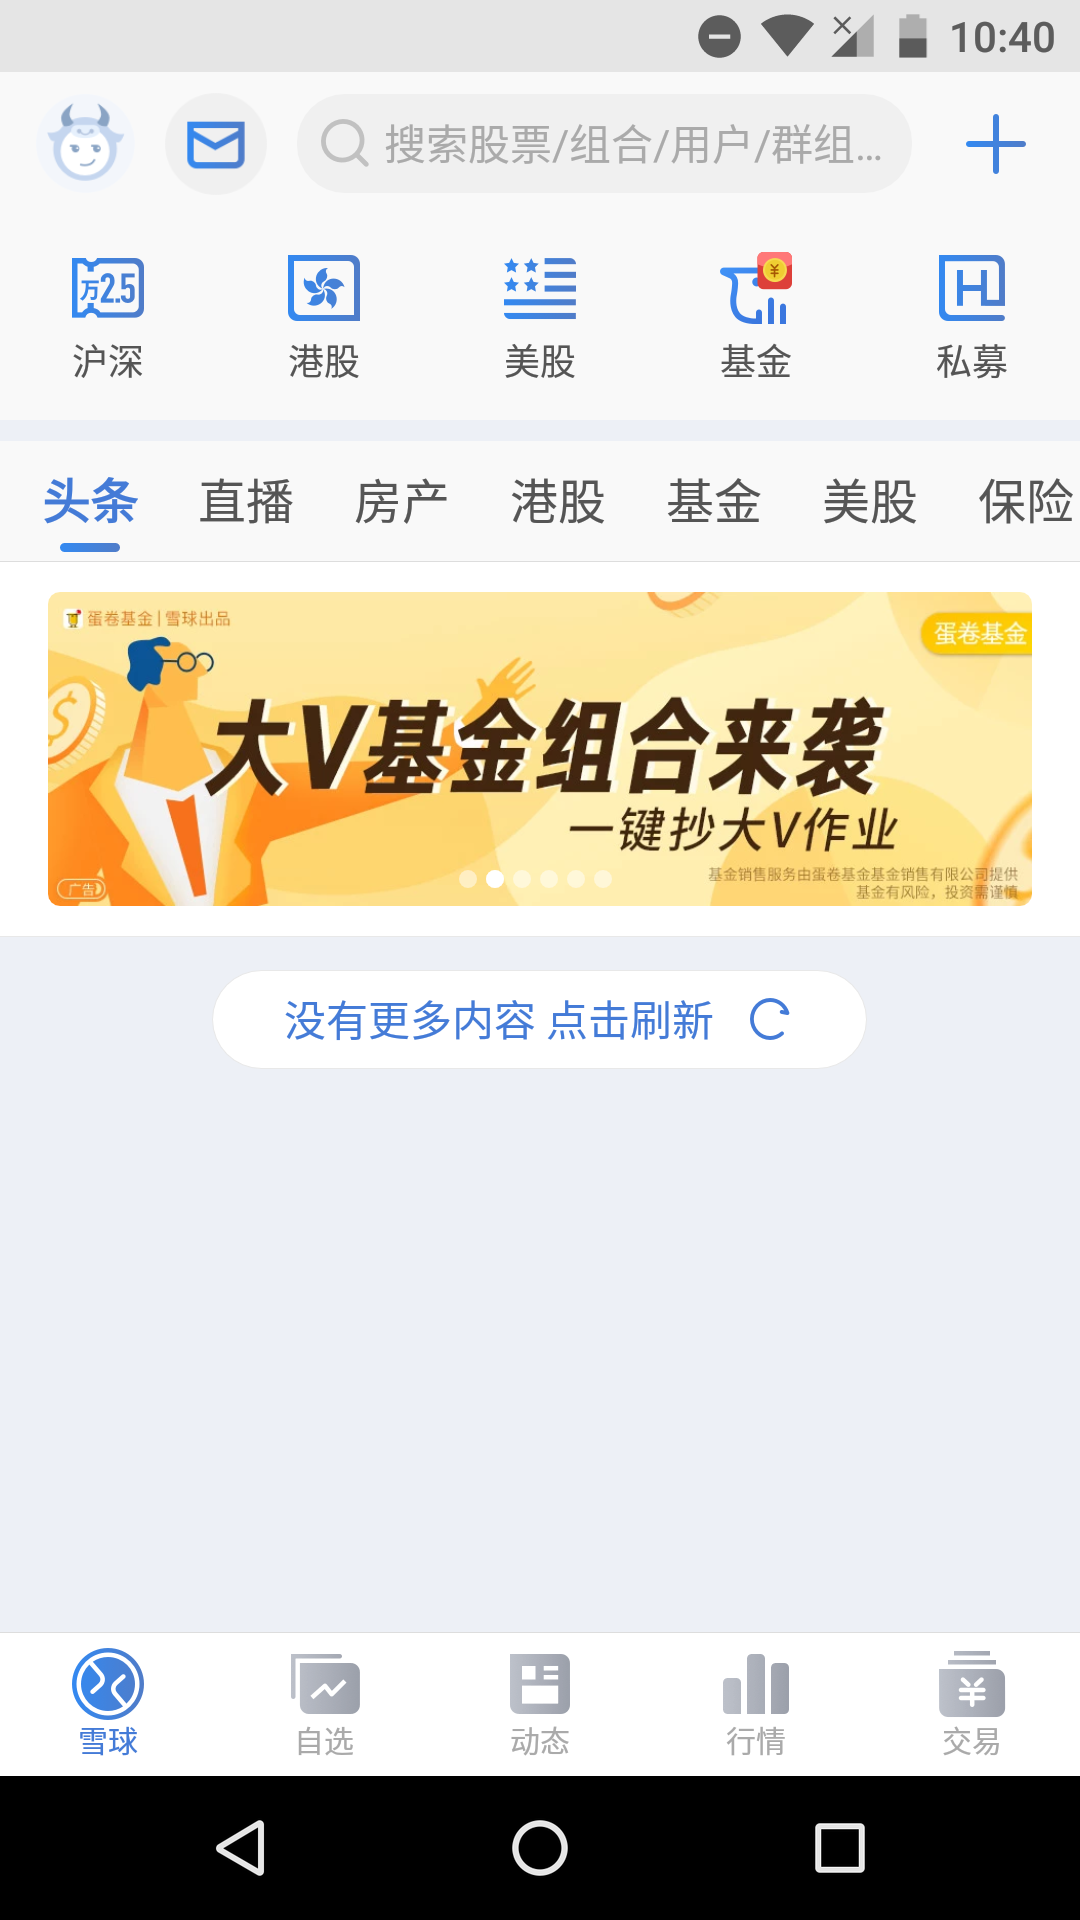 10:40
搜索股票/组合/用户/群组...
万2.5
沪深
港股
美股
基金
私募
头条
直播
房产
港股
基金
美股
保险
蛋卷基金 | 雪球出品
蛋卷基金
大V基金组合来袭
一键抄大V作业
基金销售服务由蛋卷基金基金销售有限公司提供
基金有风险，投资需谨慎
广告
没有更多内容 点击刷新
雪球
自选
动态
行情
交易